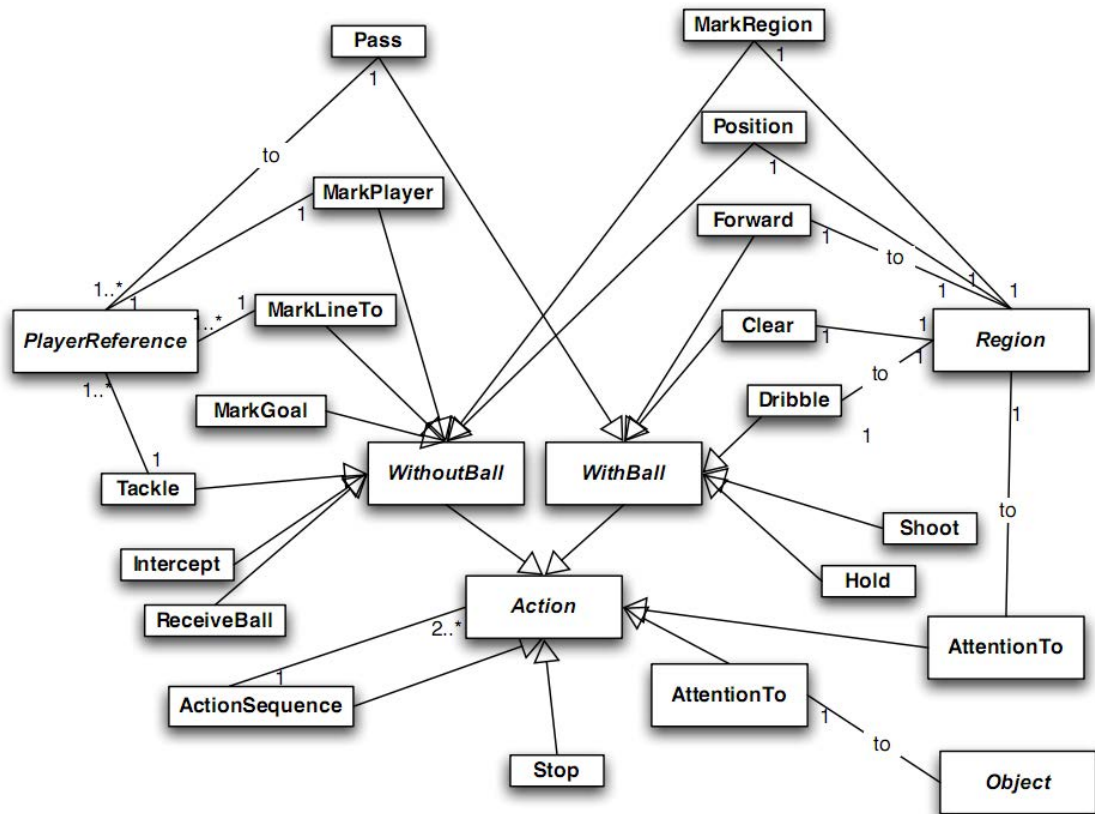 Pass
MarkRegion
1
1
Position
to
1
MarkPlayer
1
Forward
1
to
1
1..*
1
1
1
1
PlayerReference
1..*
1
MarkLineTo
Clear
1
1
Region
1..*
1
to
MarkGoal
Dribble
1
1
WithoutBall
WithBall
1
Tackle
to
Shoot
Intercept
Hold
Action
ReceiveBall
2..*
AttentionTo
1
ActionSequence
AttentionTo
1
to
Stop
Object